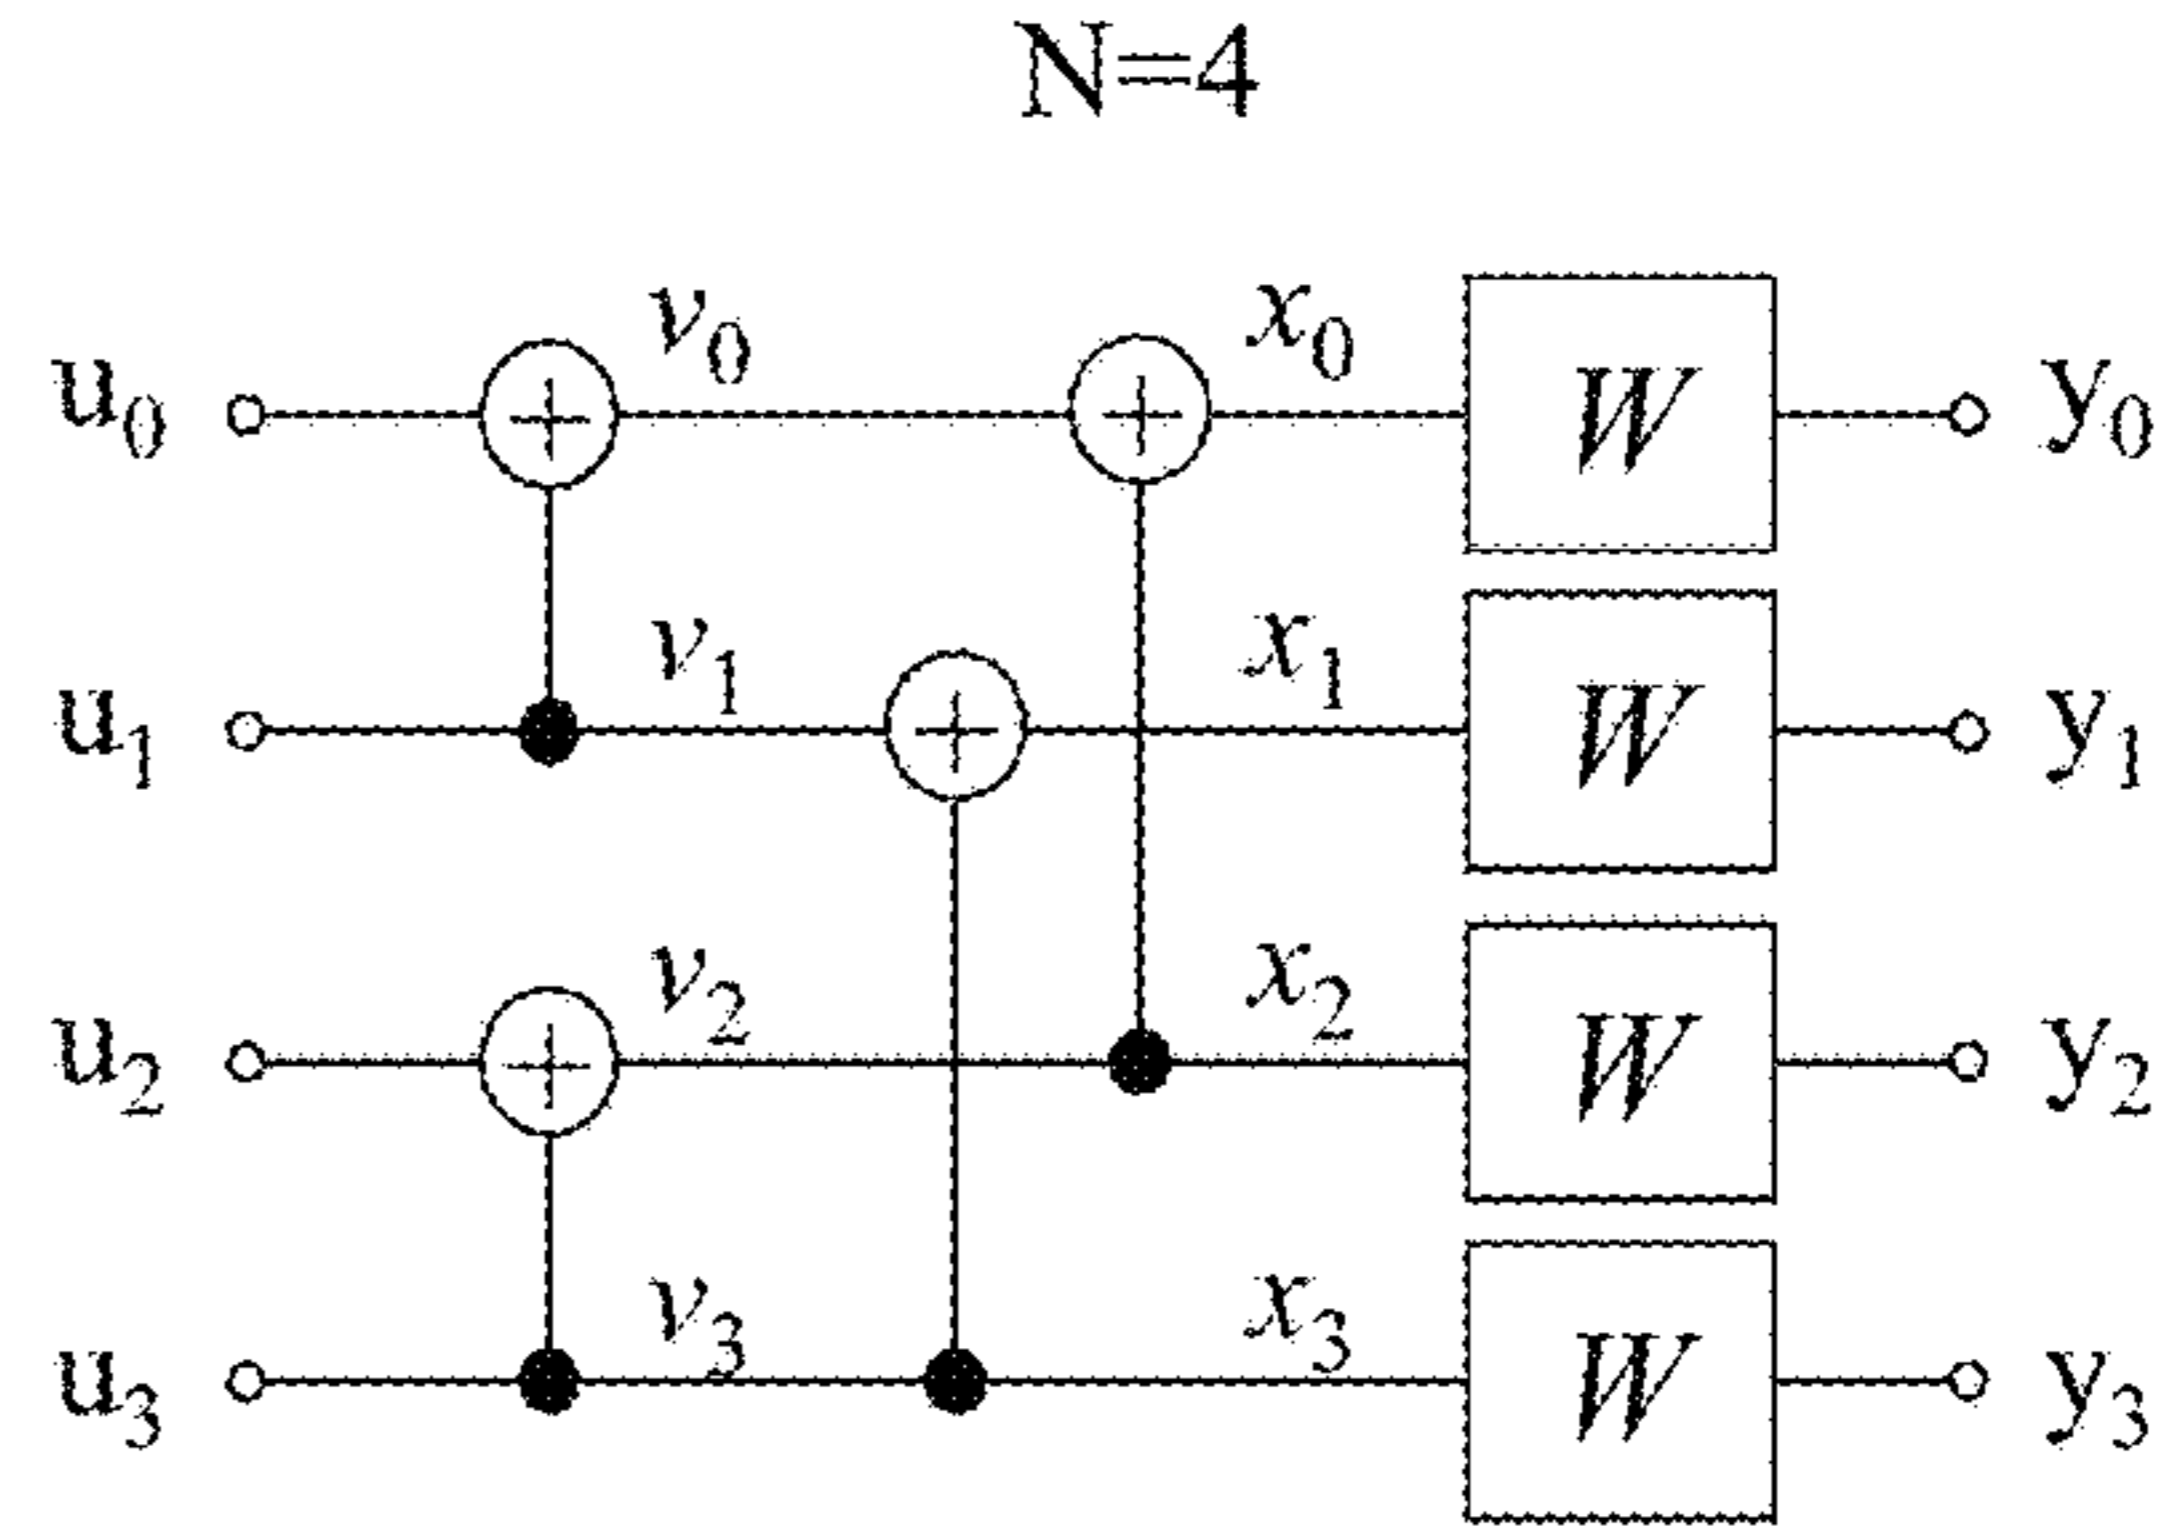 N=4
u₀ v₀ x₀ W y₀
u₁ v₁ x₁ W y₁
u₂ v₂ x₂ W y₂
u₃ v₃ x₃ W y₃